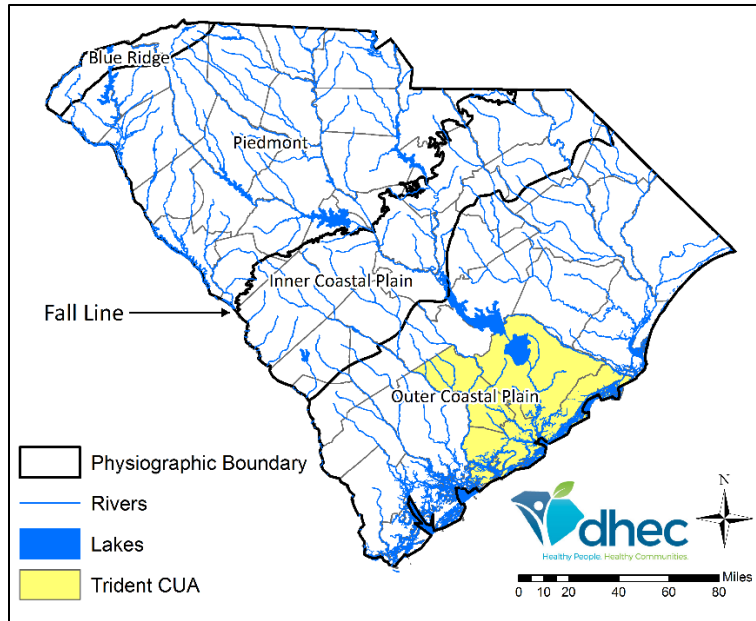 Blue Ridge
Piedmont
Inner Coastal Plain
Fall Line
Outer Coastal Plain
Physiographic Boundary
Rivers
Lakes
Trident CUA
dhec
Healthy People. Healthy Communities.
N
Miles
0 5 10 20 40 60 80